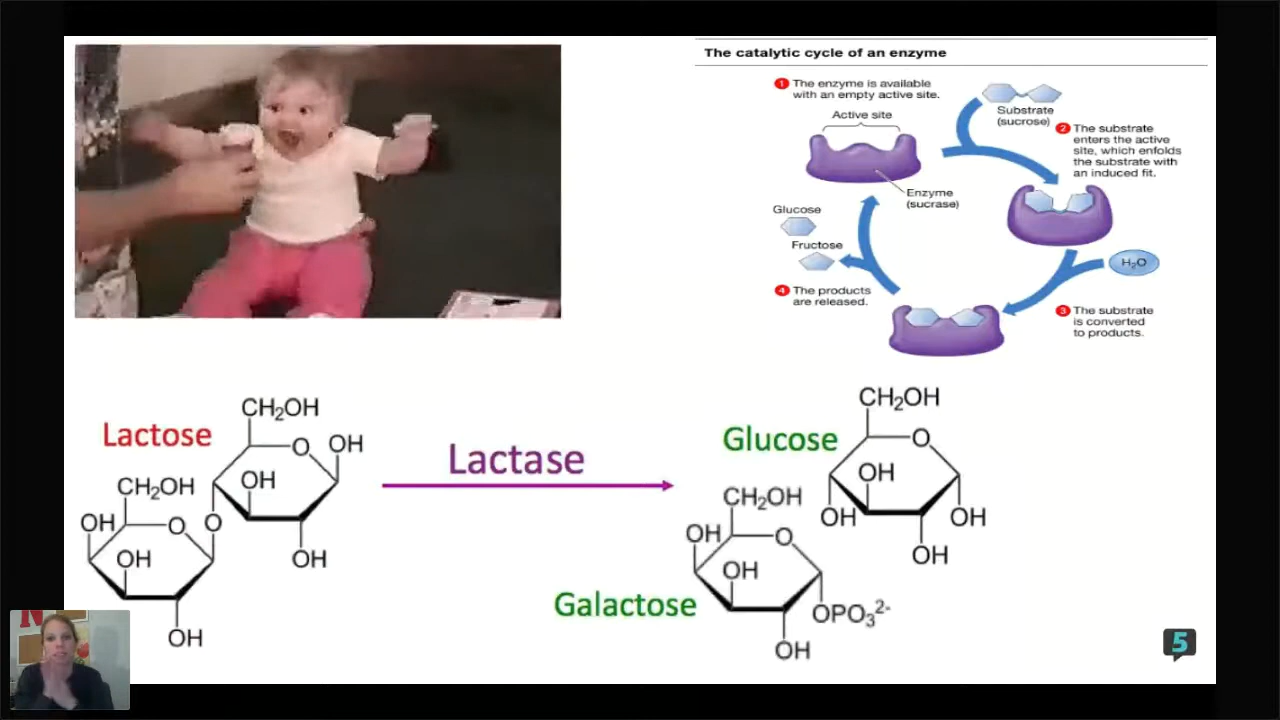 The catalytic cycle of an enzyme
1 The enzyme is available
with an empty active site.
Active site
Substrate
(sucrose)
2 The substrate
enters the active
site, which enfolds
the substrate with
an induced fit.
Enzyme
(sucrase)
Glucose
Fructose
H₂O
4 The products
are released.
3 The substrate
is converted
to products.
Lactose
CH₂OH
O
OH
OH
OH
CH₂OH
OH
O
O
OH
OH
Lactase
Glucose
CH₂OH
O
OH
OH
OH
OH
Galactose
CH₂OH
OH
O
OH
OPO₃²⁻
OH
N
5